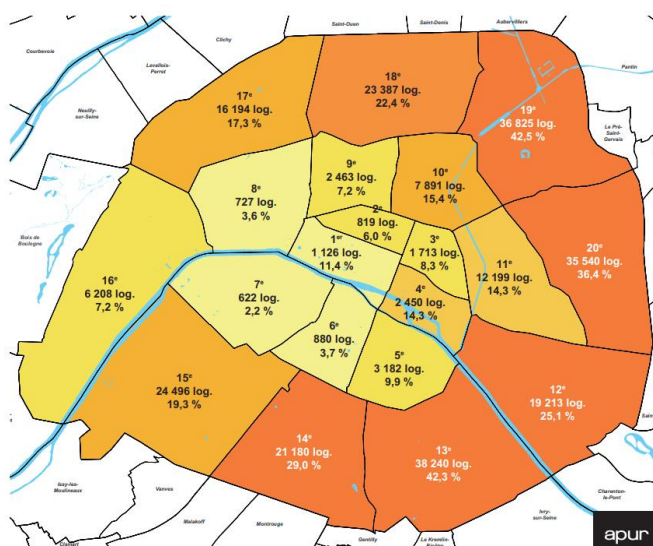 Saint-Ouen
Saint-Denis
Aubervilliers
Clichy
Courbevoie
Levallois-
Perret
Pantin
Neuilly-
sur-Seine
Le Pré-
Saint-
Gervais
Bois de
Boulogne
18e
23 387 log.
22,4 %
17e
16 194 log.
17,3 %
19e
36 825 log.
42,5 %
9e
2 463 log.
7,2 %
10e
7 891 log.
15,4 %
8e
727 log.
3,6 %
2e
819 log.
6,0 %
1er
1 126 log.
11,4 %
3e
1 713 log.
8,3 %
20e
35 540 log.
36,4 %
11e
12 199 log.
14,3 %
16e
6 208 log.
7,2 %
7e
622 log.
2,2 %
4e
2 450 log.
14,3 %
6e
880 log.
3,7 %
5e
3 182 log.
9,9 %
15e
24 496 log.
19,3 %
12e
19 213 log.
25,1 %
14e
21 180 log.
29,0 %
13e
38 240 log.
42,3 %
Issy-les-
Moulineaux
Vanves
Malakoff
Montrouge
Gentilly
Le Kremlin-
Ivry-
sur-Seine
Charenton-
le-Pont
apur